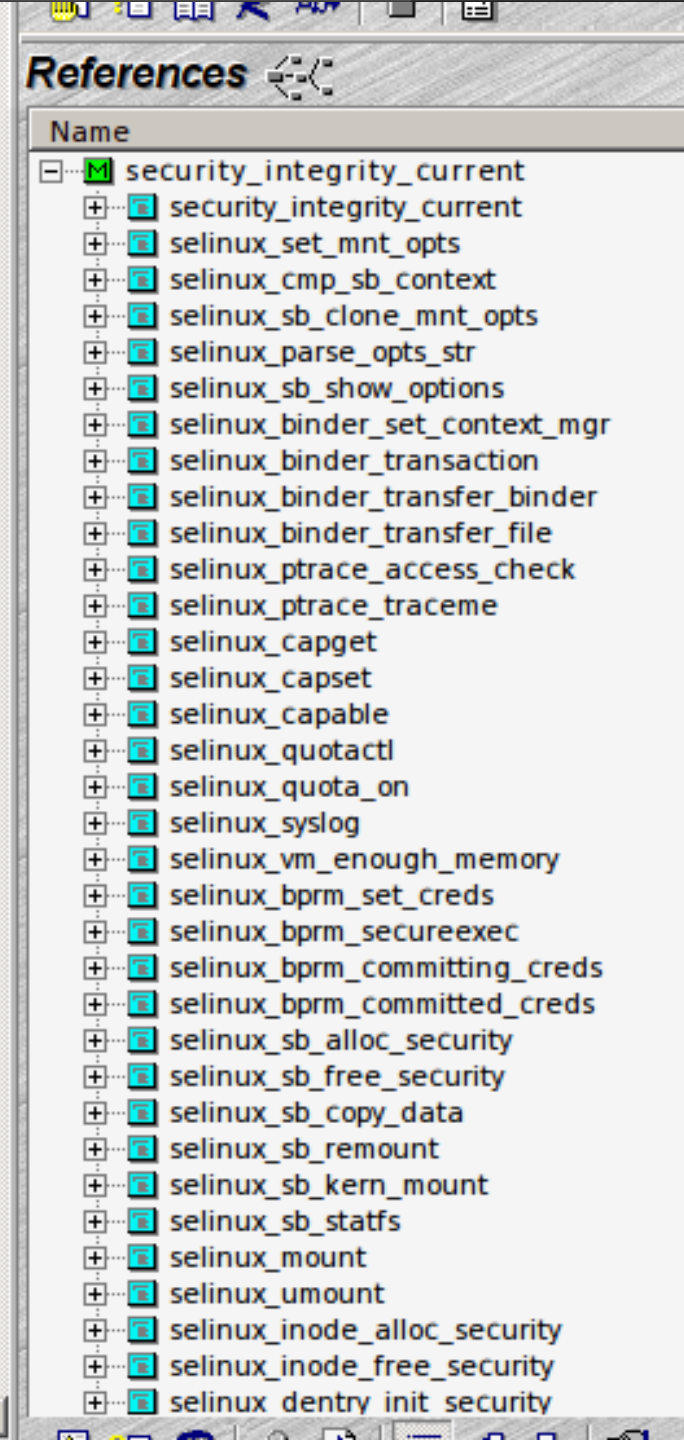 References
Name
security_integrity_current
security_integrity_current
selinux_set_mnt_opts
selinux_cmp_sb_context
selinux_sb_clone_mnt_opts
selinux_parse_opts_str
selinux_sb_show_options
selinux_binder_set_context_mgr
selinux_binder_transaction
selinux_binder_transfer_binder
selinux_binder_transfer_file
selinux_ptrace_access_check
selinux_ptrace_traceme
selinux_capget
selinux_capset
selinux_capable
selinux_quotactl
selinux_quota_on
selinux_syslog
selinux_vm_enough_memory
selinux_bprm_set_creds
selinux_bprm_secureexec
selinux_bprm_committing_creds
selinux_bprm_committed_creds
selinux_sb_alloc_security
selinux_sb_free_security
selinux_sb_copy_data
selinux_sb_remount
selinux_sb_kern_mount
selinux_sb_statfs
selinux_mount
selinux_umount
selinux_inode_alloc_security
selinux_inode_free_security
selinux_dentry_init_security